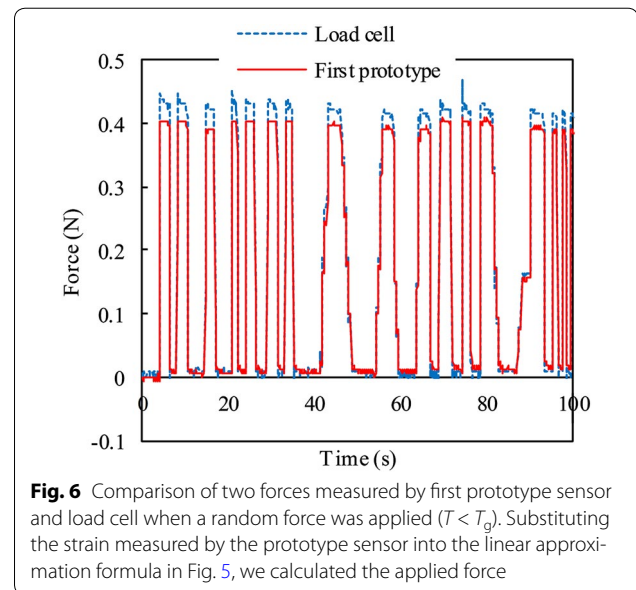 Load cell
First prototype
0.5
0.4
0.3
0.2
0.1
0
-0.1
Force (N)
0 20 40 60 80 100
Time (s)
Fig. 6 Comparison of two forces measured by first prototype sensor
and load cell when a random force was applied (T < Tg). Substituting
the strain measured by the prototype sensor into the linear approxi-
mation formula in Fig. 5, we calculated the applied force